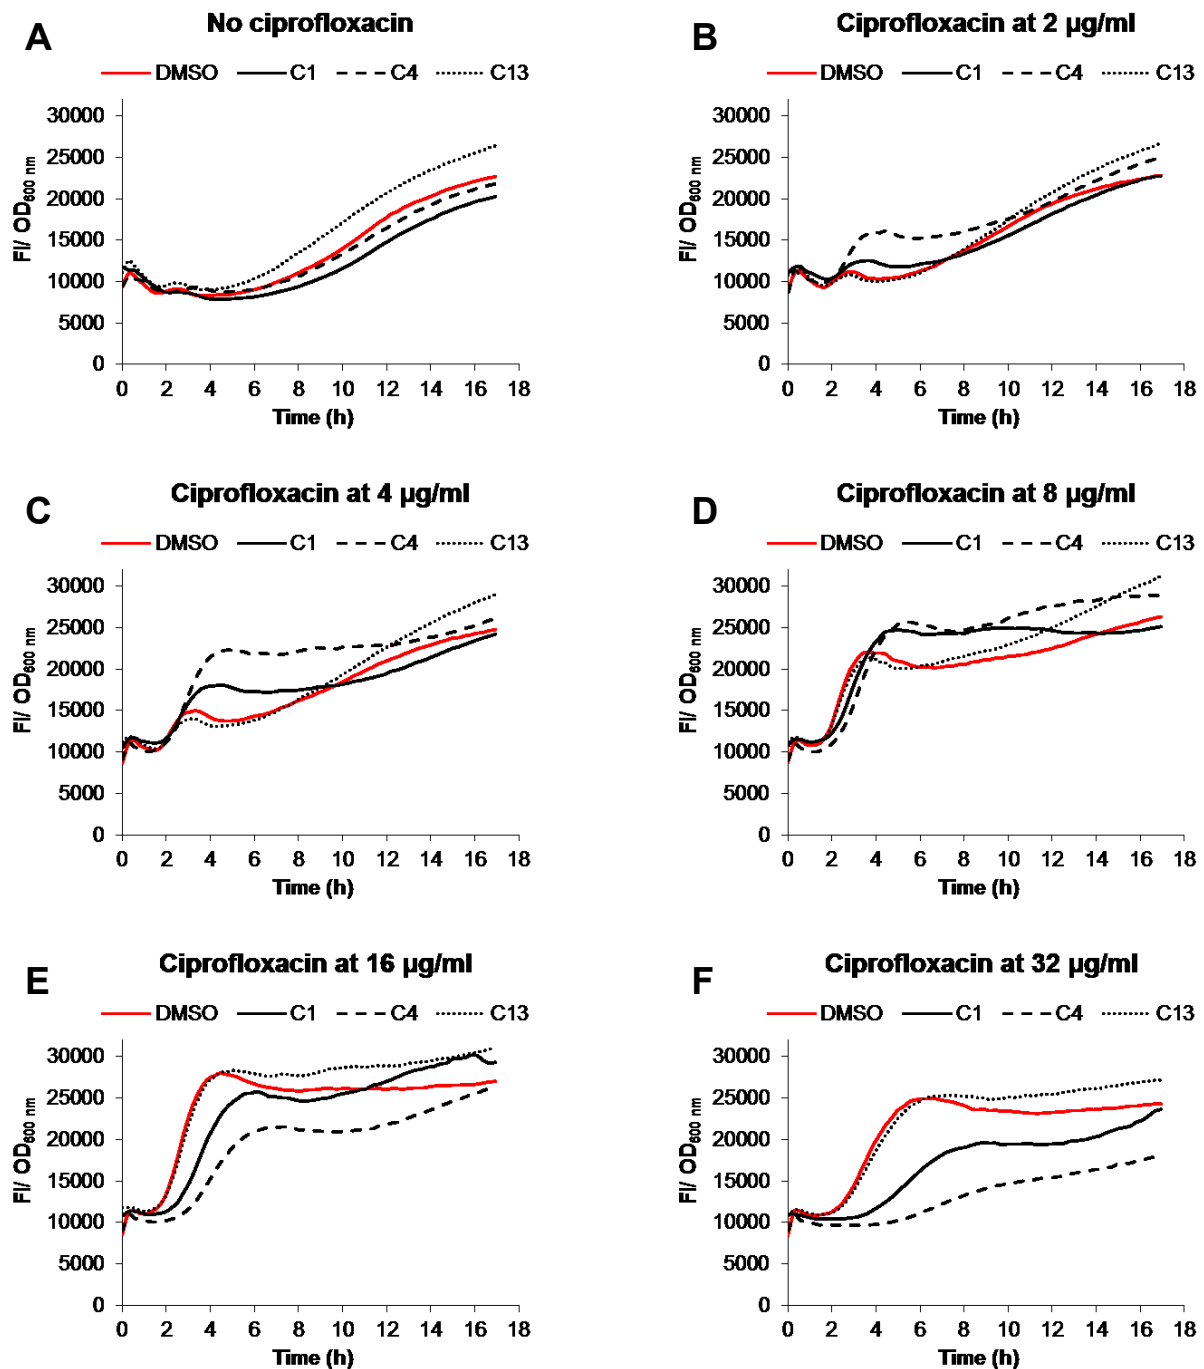 A No ciprofloxacin
DMSO C1 C4 C13
30000
25000
20000
15000
10000
5000
0
Fl/ OD600 nm
0 2 4 6 8 10 12 14 16 18
Time (h)
B Ciprofloxacin at 2 µg/ml
DMSO C1 C4 C13
30000
25000
20000
15000
10000
5000
0
Fl/ OD600 nm
0 2 4 6 8 10 12 14 16 18
Time (h)
C Ciprofloxacin at 4 µg/ml
DMSO C1 C4 C13
30000
25000
20000
15000
10000
5000
0
Fl/ OD600 nm
0 2 4 6 8 10 12 14 16 18
Time (h)
D Ciprofloxacin at 8 µg/ml
DMSO C1 C4 C13
30000
25000
20000
15000
10000
5000
0
Fl/ OD600 nm
0 2 4 6 8 10 12 14 16 18
Time (h)
E Ciprofloxacin at 16 µg/ml
DMSO C1 C4 C13
30000
25000
20000
15000
10000
5000
0
Fl/ OD600 nm
0 2 4 6 8 10 12 14 16 18
Time (h)
F Ciprofloxacin at 32 µg/ml
DMSO C1 C4 C13
30000
25000
20000
15000
10000
5000
0
Fl/ OD600 nm
0 2 4 6 8 10 12 14 16 18
Time (h)